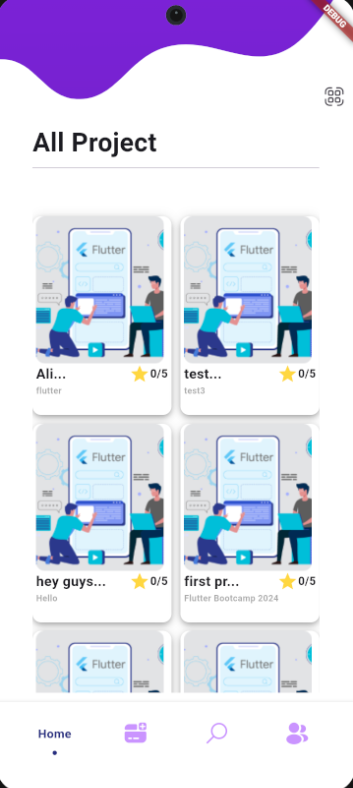 DEBUG
All Project
Flutter
Flutter
Ali...
0/5
test...
0/5
flutter
test3
Flutter
Flutter
hey guys...
0/5
first pr...
0/5
Hello
Flutter Bootcamp 2024
Flutter
Flutter
Home